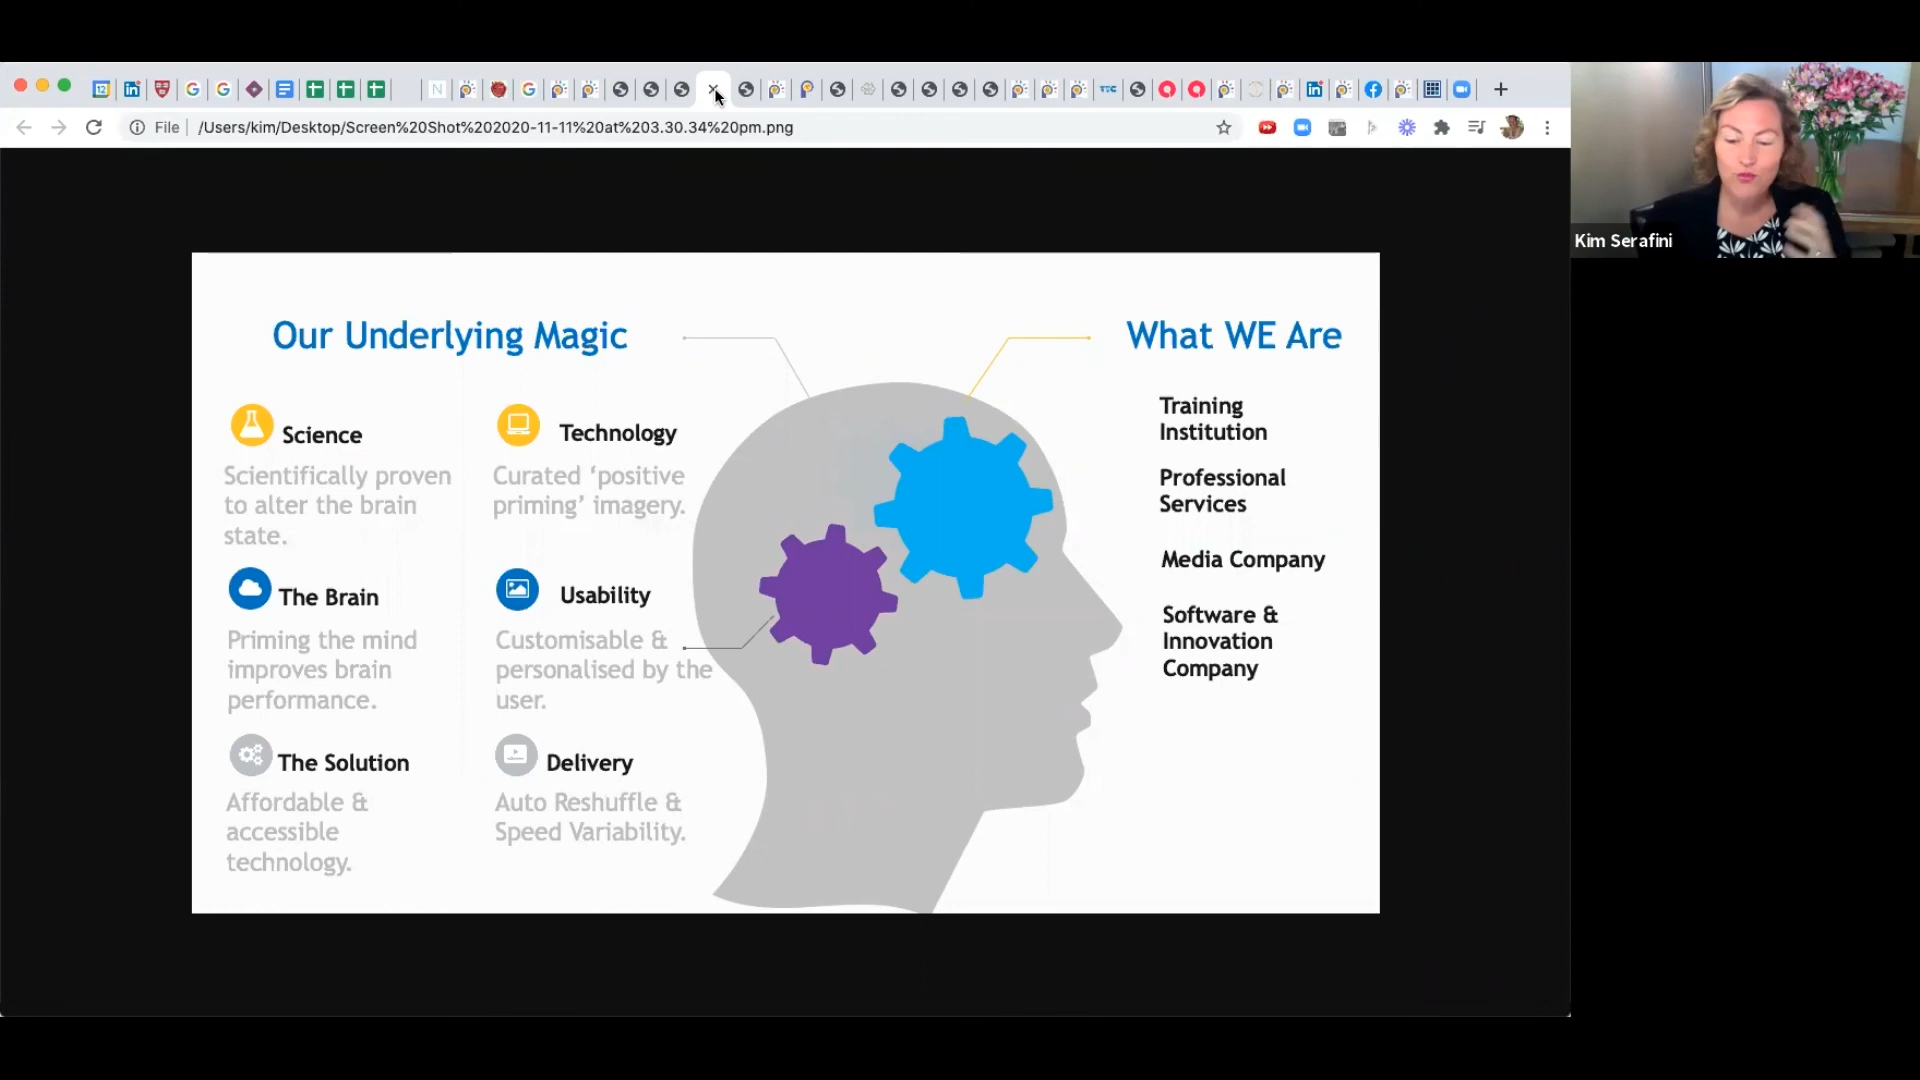 12
N
TEC
File
/Users/kim/Desktop/Screen%20Shot%202020-11-11%20at%203.30.34%20pm.png
Kim Serafini
Our Underlying Magic
Science
Scientifically proven
to alter the brain
state.
The Brain
Priming the mind
improves brain
performance.
The Solution
Affordable &
accessible
technology.
Technology
Curated ‘positive
priming’ imagery.
Usability
Customisable &
personalised by the
user.
Delivery
Auto Reshuffle &
Speed Variability.
What WE Are
Training
Institution
Professional
Services
Media Company
Software &
Innovation
Company